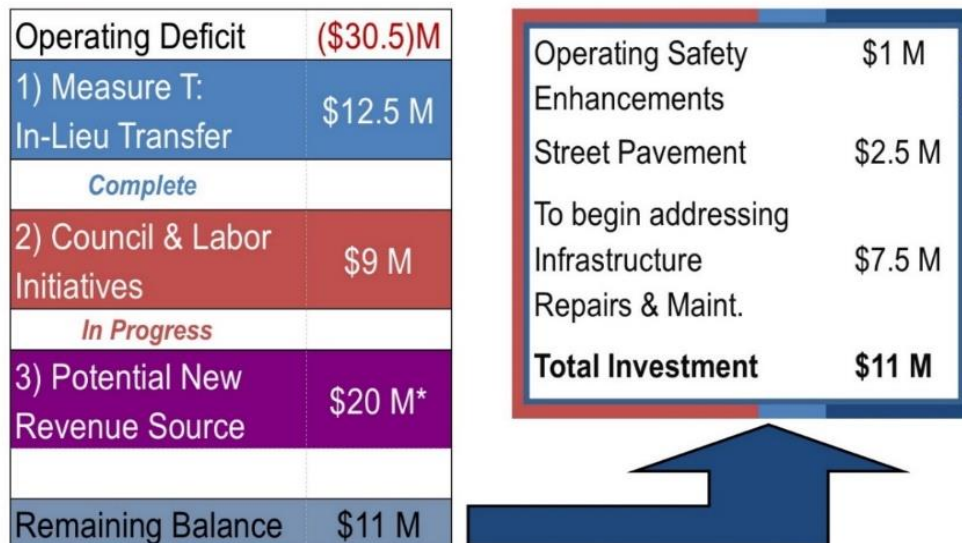 Operating Deficit ($30.5)M
1) Measure T:
In-Lieu Transfer $12.5 M
Complete
2) Council & Labor
Initiatives $9 M
In Progress
3) Potential New
Revenue Source $20 M*
Remaining Balance $11 M
Operating Safety $1 M
Enhancements
Street Pavement $2.5 M
To begin addressing
Infrastructure $7.5 M
Repairs & Maint.
Total Investment $11 M